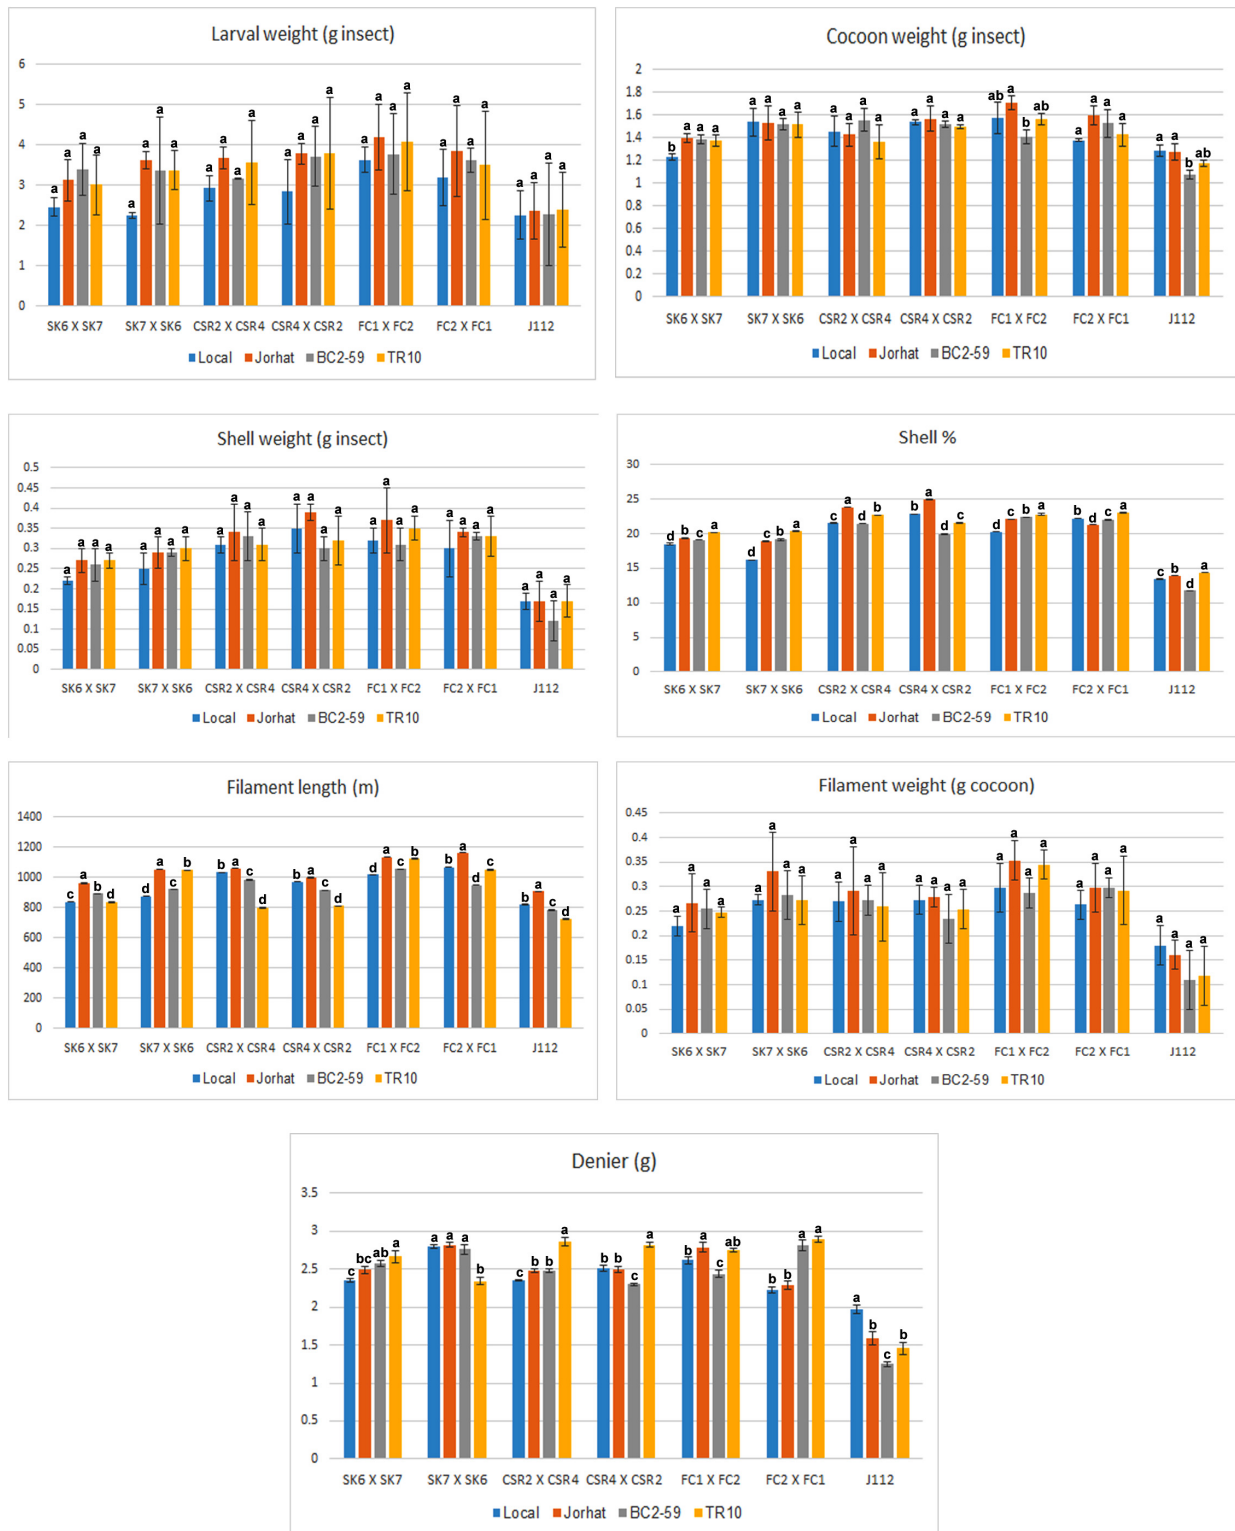 Larval weight (g insect)
6
5
4
3
2
1
0
a a a a a a a a a a a a a a a a a a a a a a a a a a a a
SK6 X SK7 SK7 X SK6 CSR2 X CSR4 CSR4 X CSR2 FC1 X FC2 FC2 X FC1 J112
Local Jorhat BC2-59 TR10
Cocoon weight (g insect)
2
1.8
1.6
1.4
1.2
1
0.8
0.6
0.4
0.2
0
b a a a a a a a a a a a a a a a ab a b ab a a a a a a b ab
SK6 X SK7 SK7 X SK6 CSR2 X CSR4 CSR4 X CSR2 FC1 X FC2 FC2 X FC1 J112
Local Jorhat BC2-59 TR10
Shell weight (g insect)
0.5
0.45
0.4
0.35
0.3
0.25
0.2
0.15
0.1
0.05
0
a a a a a a a a a a a a a a a a a a a a a a a a a a a a
SK6 X SK7 SK7 X SK6 CSR2 X CSR4 CSR4 X CSR2 FC1 X FC2 FC2 X FC1 J112
Local Jorhat BC2-59 TR10
Shell %
30
25
20
15
10
5
0
d b c a d c b a c a d b b a d c d c b a b d c a c b d a
SK6 X SK7 SK7 X SK6 CSR2 X CSR4 CSR4 X CSR2 FC1 X FC2 FC2 X FC1 J112
Local Jorhat BC2-59 TR10
Filament length (m)
1400
1200
1000
800
600
400
200
0
c a b d d a c b b a c d b a c d d a c b b a d c b a c d
SK6 X SK7 SK7 X SK6 CSR2 X CSR4 CSR4 X CSR2 FC1 X FC2 FC2 X FC1 J112
Local Jorhat BC2-59 TR10
Filament weight (g cocoon)
0.45
0.4
0.35
0.3
0.25
0.2
0.15
0.1
0.05
0
a a a a a a a a a a a a a a a a a a a a a a a a a a a a
SK6 X SK7 SK7 X SK6 CSR2 X CSR4 CSR4 X CSR2 FC1 X FC2 FC2 X FC1 J112
Local Jorhat BC2-59 TR10
Denier (g)
3.5
3
2.5
2
1.5
1
0.5
0
c bc ab a a a a b c b b a b b c a b a c ab b b a a a b c b
SK6 X SK7 SK7 X SK6 CSR2 X CSR4 CSR4 X CSR2 FC1 X FC2 FC2 X FC1 J112
Local Jorhat BC2-59 TR10